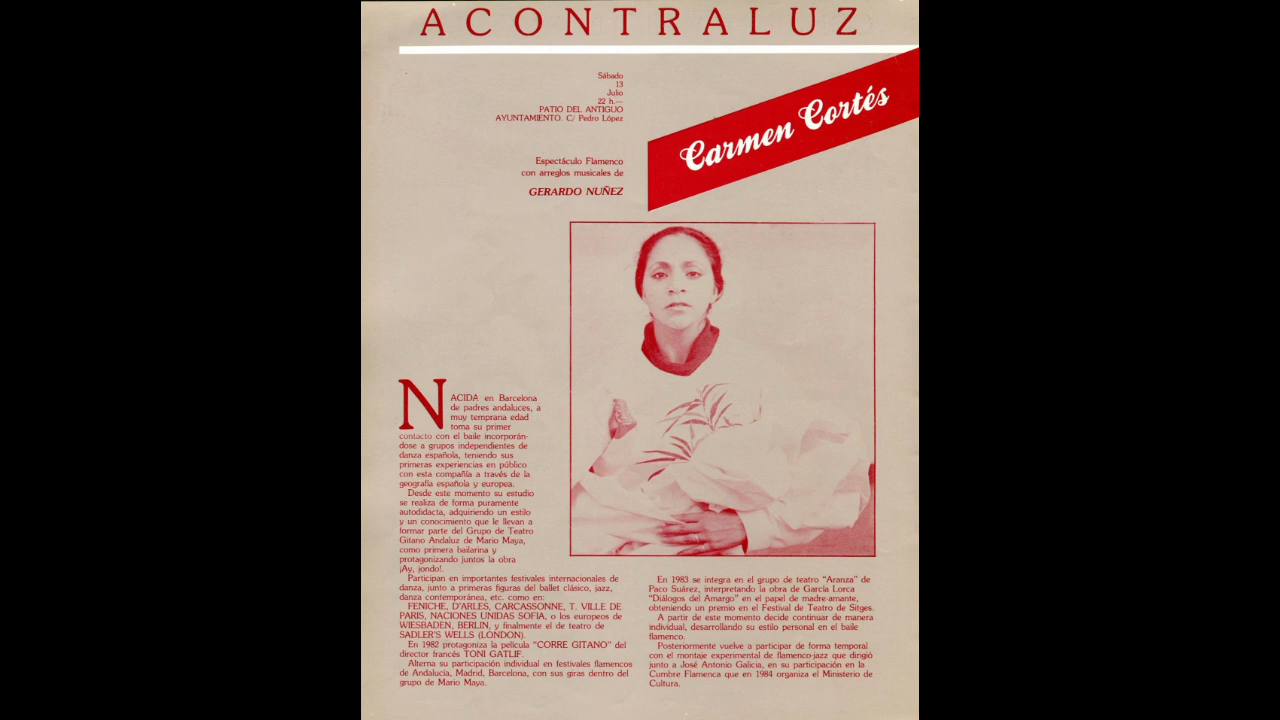 ACONTRALUZ
Sábado
13
Julio
22 h.—
PATIO DEL ANTIGUO
AYUNTAMIENTO. C/ Pedro López
Carmen Cortés
Espectáculo Flamenco
con arreglos musicales de
GERARDO NUÑEZ
NACIDA en Barcelona
de padres andaluces, a
muy temprana edad
toma su primer
contacto con el baile incorporán-
dose a grupos independientes de
danza española, teniendo sus
primeras experiencias en público
con esta compañía a través de la
geografía española y europea.
Desde este momento su estudio
se realiza de forma puramente
autodidacta, adquiriendo un estilo
y un conocimiento que le llevan a
formar parte del Grupo de Teatro
Gitano Andaluz de Mario Maya,
como primera bailarina y
protagonizando juntos la obra
¡Ay, jondo!.
Participan en importantes festivales internacionales de
danza, junto a primeras figuras del ballet clásico, jazz,
danza contemporánea, etc. como en:
FENICHE, D'ARLES, CARCASSONNE, T. VILLE DE
PARIS, NACIONES UNIDAS SOFIA, o los europeos de
WIESBADEN, BERLIN, y finalmente el de teatro de
SADLER'S WELLS (LONDON).
En 1982 protagoniza la película "CORRE GITANO" del
director francés TONI GATLIF.
Alterna su participación individual en festivales flamencos
de Andalucía, Madrid, Barcelona, con sus giras dentro del
grupo de Mario Maya.
En 1983 se integra en el grupo de teatro "Aranza" de
Paco Suárez, interpretando la obra de García Lorca
"Diálogos del Amargo" en el papel de madre-amante,
obteniendo un premio en el Festival de Teatro de Sitges.
A partir de este momento decide continuar de manera
individual, desarrollando su estilo personal en el baile
flamenco.
Posteriormente vuelve a participar de forma temporal
con el montaje experimental de flamenco-jazz que dirigió
junto a José Antonio Galicia, en su participación en la
Cumbre Flamenca que en 1984 organiza el Ministerio de
Cultura.